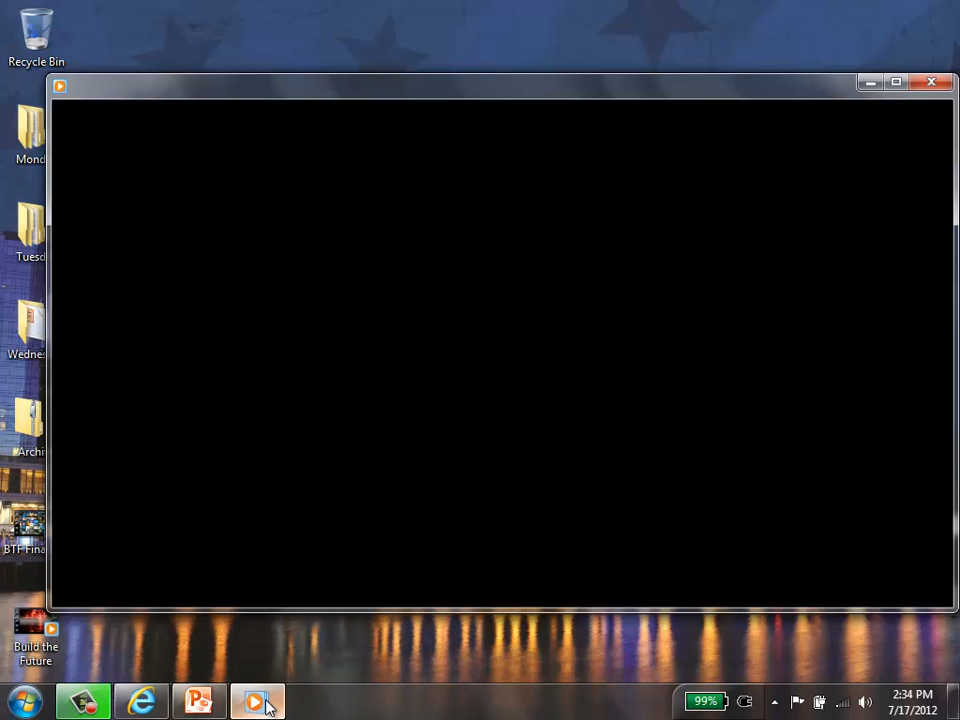 Recycle Bin
Mond
Tuesd
Wednes
Archi
BTF Fina
Build the
Future
99%
2:34 PM
7/17/2012